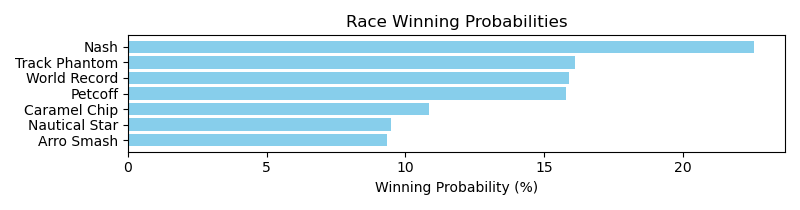 Race Winning Probabilities
Nash
Track Phantom
World Record
Petcoff
Caramel Chip
Nautical Star
Arro Smash
0 5 10 15 20
Winning Probability (%)